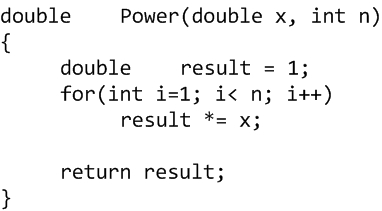 double    Power(double x, int n)
{
     double    result = 1;
     for(int i=1; i< n; i++)
          result *= x;

     return result;
}